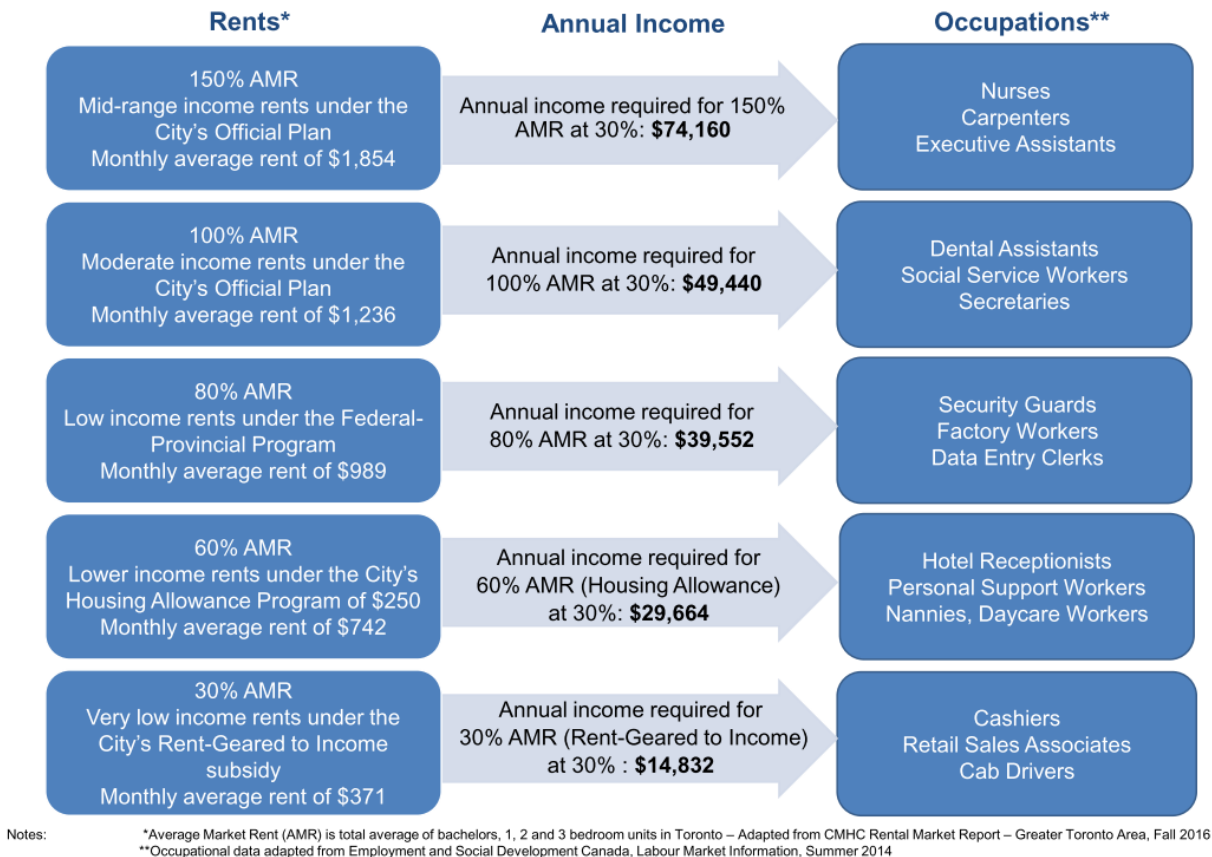 Rents*
Annual Income
Occupations**
150% AMR
Mid-range income rents under the
City's Official Plan
Monthly average rent of $1,854
Annual income required for 150%
AMR at 30%: $74,160
Nurses
Carpenters
Executive Assistants
100% AMR
Moderate income rents under the
City's Official Plan
Monthly average rent of $1,236
Annual income required for
100% AMR at 30%: $49,440
Dental Assistants
Social Service Workers
Secretaries
80% AMR
Low income rents under the Federal-
Provincial Program
Monthly average rent of $989
Annual income required for
80% AMR at 30%: $39,552
Security Guards
Factory Workers
Data Entry Clerks
60% AMR
Lower income rents under the City's
Housing Allowance Program of $250
Monthly average rent of $742
Annual income required for
60% AMR (Housing Allowance)
at 30%: $29,664
Hotel Receptionists
Personal Support Workers
Nannies, Daycare Workers
30% AMR
Very low income rents under the
City's Rent-Geared to Income
subsidy
Monthly average rent of $371
Annual income required for
30% AMR (Rent-Geared to Income)
at 30% : $14,832
Cashiers
Retail Sales Associates
Cab Drivers
Notes: *Average Market Rent (AMR) is total average of bachelors, 1, 2 and 3 bedroom units in Toronto – Adapted from CMHC Rental Market Report – Greater Toronto Area, Fall 2016
**Occupational data adapted from Employment and Social Development Canada, Labour Market Information, Summer 2014